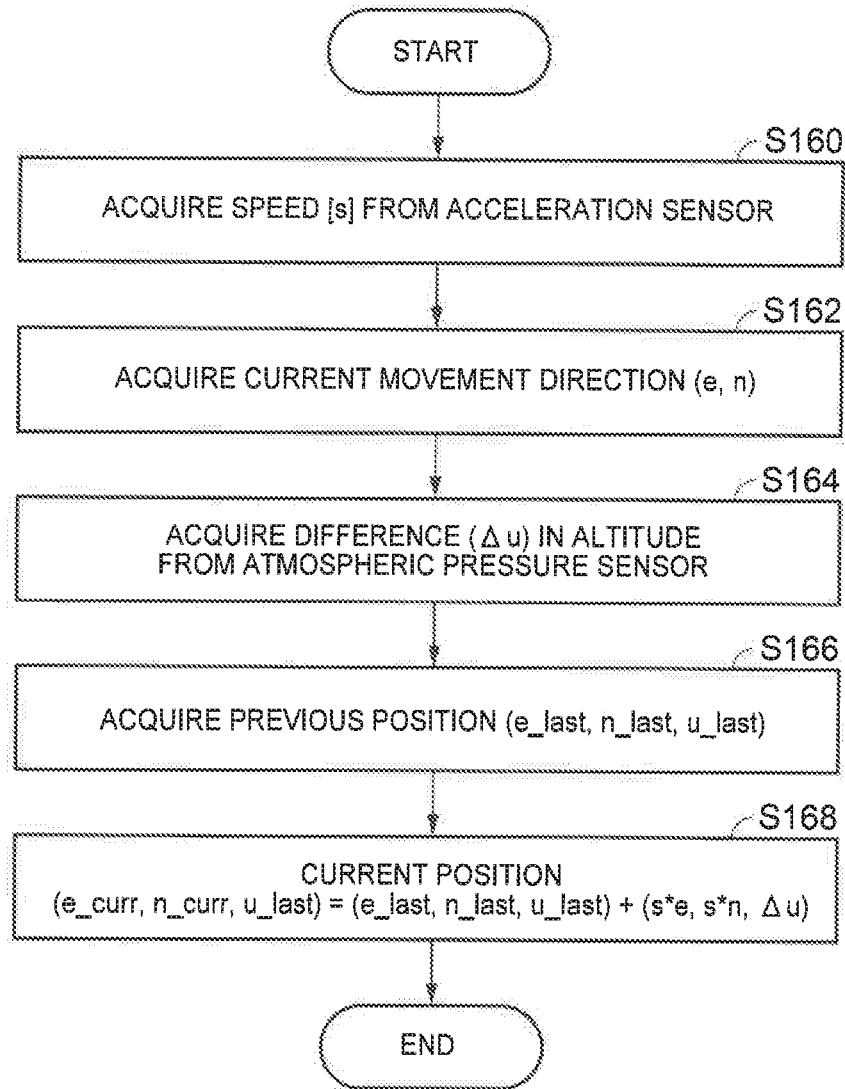 START
S160
ACQUIRE SPEED [s] FROM ACCELERATION SENSOR
S162
ACQUIRE CURRENT MOVEMENT DIRECTION (e, n)
S164
ACQUIRE DIFFERENCE (Δu) IN ALTITUDE
FROM ATMOSPHERIC PRESSURE SENSOR
S166
ACQUIRE PREVIOUS POSITION (e_last, n_last, u_last)
S168
CURRENT POSITION
(e_curr, n_curr, u_last) = (e_last, n_last, u_last) + (s*e, s*n, Δu)
END